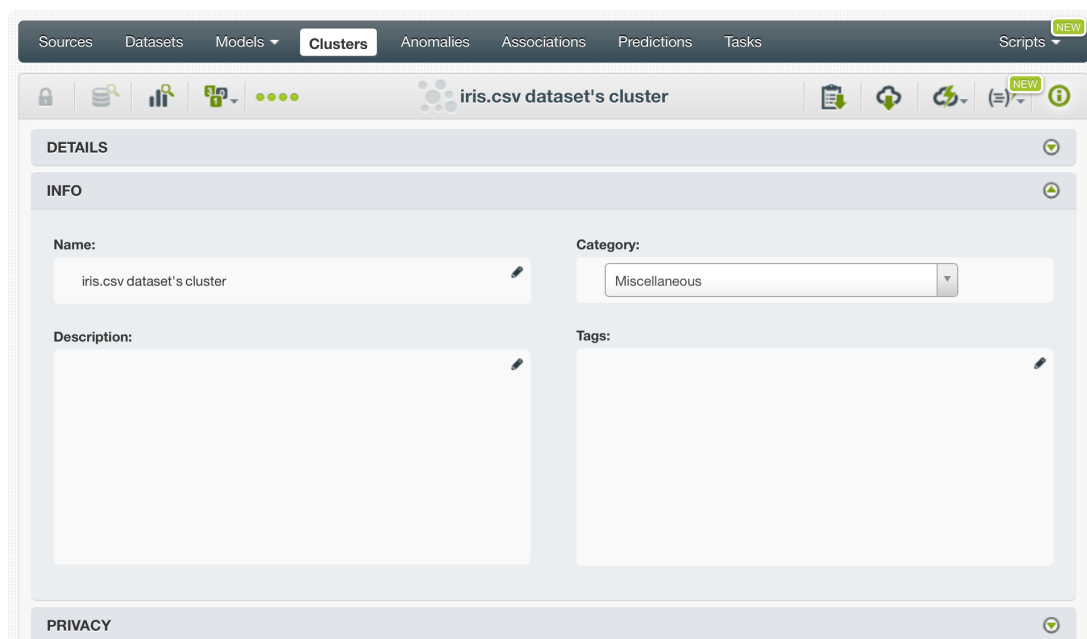 NEW
Sources Datasets Models Clusters Anomalies Associations Predictions Tasks Scripts
iris.csv dataset's cluster
NEW
(=)
DETAILS
INFO
Name: Category:
iris.csv dataset's cluster Miscellaneous
Description: Tags:
PRIVACY